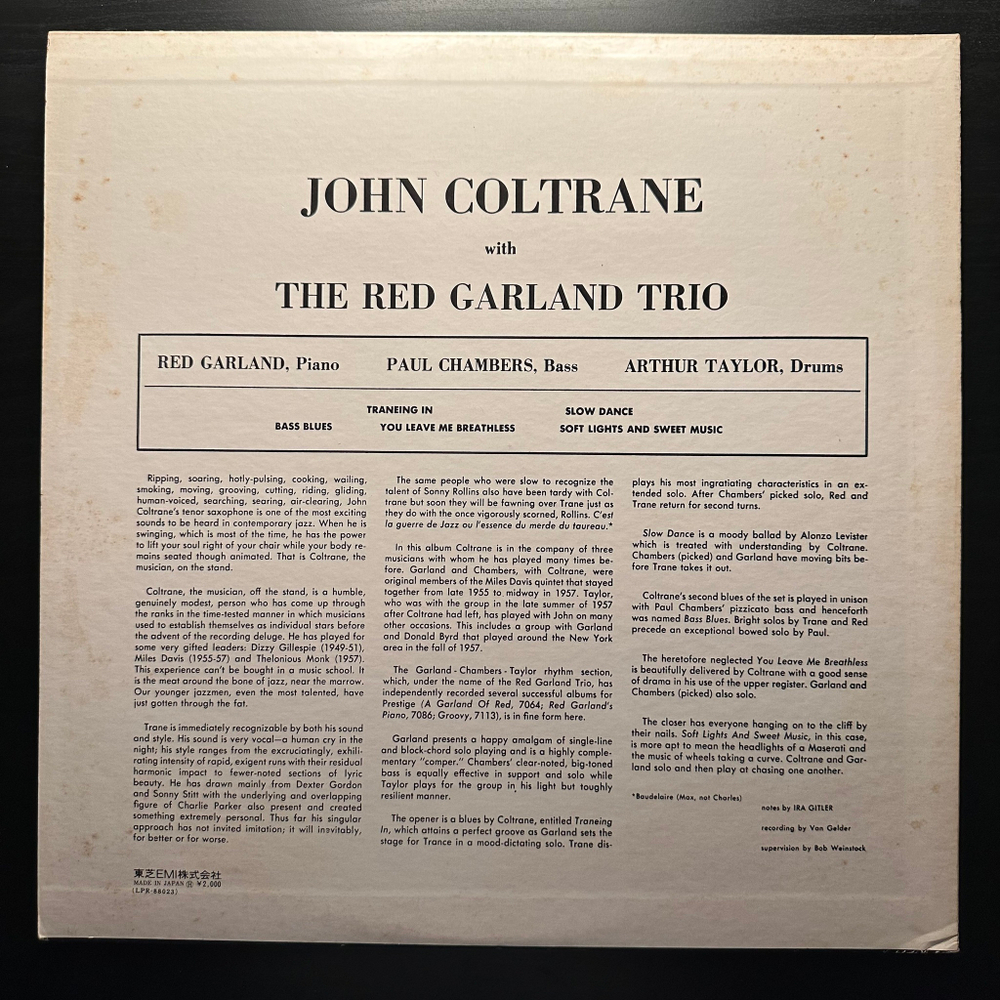 JOHN COLTRANE
with
THE RED GARLAND TRIO
RED GARLAND, Piano PAUL CHAMBERS, Bass ARTHUR TAYLOR, Drums
TRANEING IN SLOW DANCE
BASS BLUES YOU LEAVE ME BREATHLESS SOFT LIGHTS AND SWEET MUSIC
Ripping, soaring, hotly-pulsing, cooking, wailing,
smoking, moving, grooving, cutting, riding, gliding,
human-voiced, searching, searing, air-clearing, John
Coltrane's tenor saxophone is one of the most exciting
sounds to be heard in contemporary jazz. When he is
swinging, which is most of the time, he has the power
to lift your soul right of your chair while your body re-
mains seated though animated. That is Coltrane, the
musician, on the stand.
Coltrane, the musician, off the stand, is a humble,
genuinely modest, person who has come up through
the ranks in the time-tested manner in which musicians
used to establish themselves as individual stars before
the advent of the recording deluge. He has played for
some very gifted leaders: Dizzy Gillespie (1949-51),
Miles Davis (1955-57) and Thelonious Monk (1957).
This experience can't be bought in a music school. It
is the meat around the bone of jazz, near the marrow.
Our younger jazzmen, even the most talented, have
just gotten through the fat.
Trane is immediately recognizable by both his sound
and style. His sound is very vocal—a human cry in the
night; his style ranges from the excruciatingly, exhili-
rating intensity of rapid, exigent runs with their residual
harmonic impact to fewer-noted sections of lyric
beauty. He has drawn mainly from Dexter Gordon
and Sonny Stitt with the underlying and overlapping
figure of Charlie Parker also present and created
something extremely personal. Thus far his singular
approach has not invited imitation; it will inevitably,
for better or for worse.
The same people who were slow to recognize the
talent of Sonny Rollins also have been tardy with Col-
trane but soon they will be fawning over Trane just as
they do with the once vigorously scorned, Rollins. C'est
la guerre de Jazz ou l'essence du merde du taureau.*
In this album Coltrane is in the company of three
musicians with whom he has played many times be-
fore. Garland and Chambers, with Coltrane, were
original members of the Miles Davis quintet that stayed
together from late 1955 to midway in 1957. Taylor,
who was with the group in the late summer of 1957
after Coltrane had left, has played with John on many
other occasions. This includes a group with Garland
and Donald Byrd that played around the New York
area in the fall of 1957.
The Garland-Chambers-Taylor rhythm section,
which, under the name of the Red Garland Trio, has
independently recorded several successful albums for
Prestige (A Garland Of Red, 7064; Red Garland's
Piano, 7086; Groovy, 7113), is in fine form here.
Garland presents a happy amalgam of single-line
and block-chord solo playing and is a highly comple-
mentary "comper." Chambers' clear-noted, big-toned
bass is equally effective in support and solo while
Taylor plays for the group in his light but toughly
resilient manner.
The opener is a blues by Coltrane, entitled Traneing
In, which attains a perfect groove as Garland sets the
stage for Trance in a mood-dictating solo. Trane dis-
plays his most ingratiating characteristics in an ex-
tended solo. After Chambers' picked solo, Red and
Trane return for second turns.
Slow Dance is a moody ballad by Alonzo Levister
which is treated with understanding by Coltrane.
Chambers (picked) and Garland have moving bits be-
fore Trane takes it out.
Coltrane's second blues of the set is played in unison
with Paul Chambers' pizzicato bass and henceforth
was named Bass Blues. Bright solos by Trane and Red
precede an exceptional bowed solo by Paul.
The heretofore neglected You Leave Me Breathless
is beautifully delivered by Coltrane with a good sense
of drama in his use of the upper register. Garland and
Chambers (picked) also solo.
The closer has everyone hanging on to the cliff by
their nails. Soft Lights And Sweet Music, in this case,
is more apt to mean the headlights of a Maserati and
the music of wheels taking a curve. Coltrane and Gar-
land solo and then play at chasing one another.
*Baudelaire (Max, not Charles)
notes by IRA GITLER
recording by Van Gelder
supervision by Bob Weinstock
東芝EMI株式会社
MADE IN JAPAN ¥2,000
(LPR-88023)